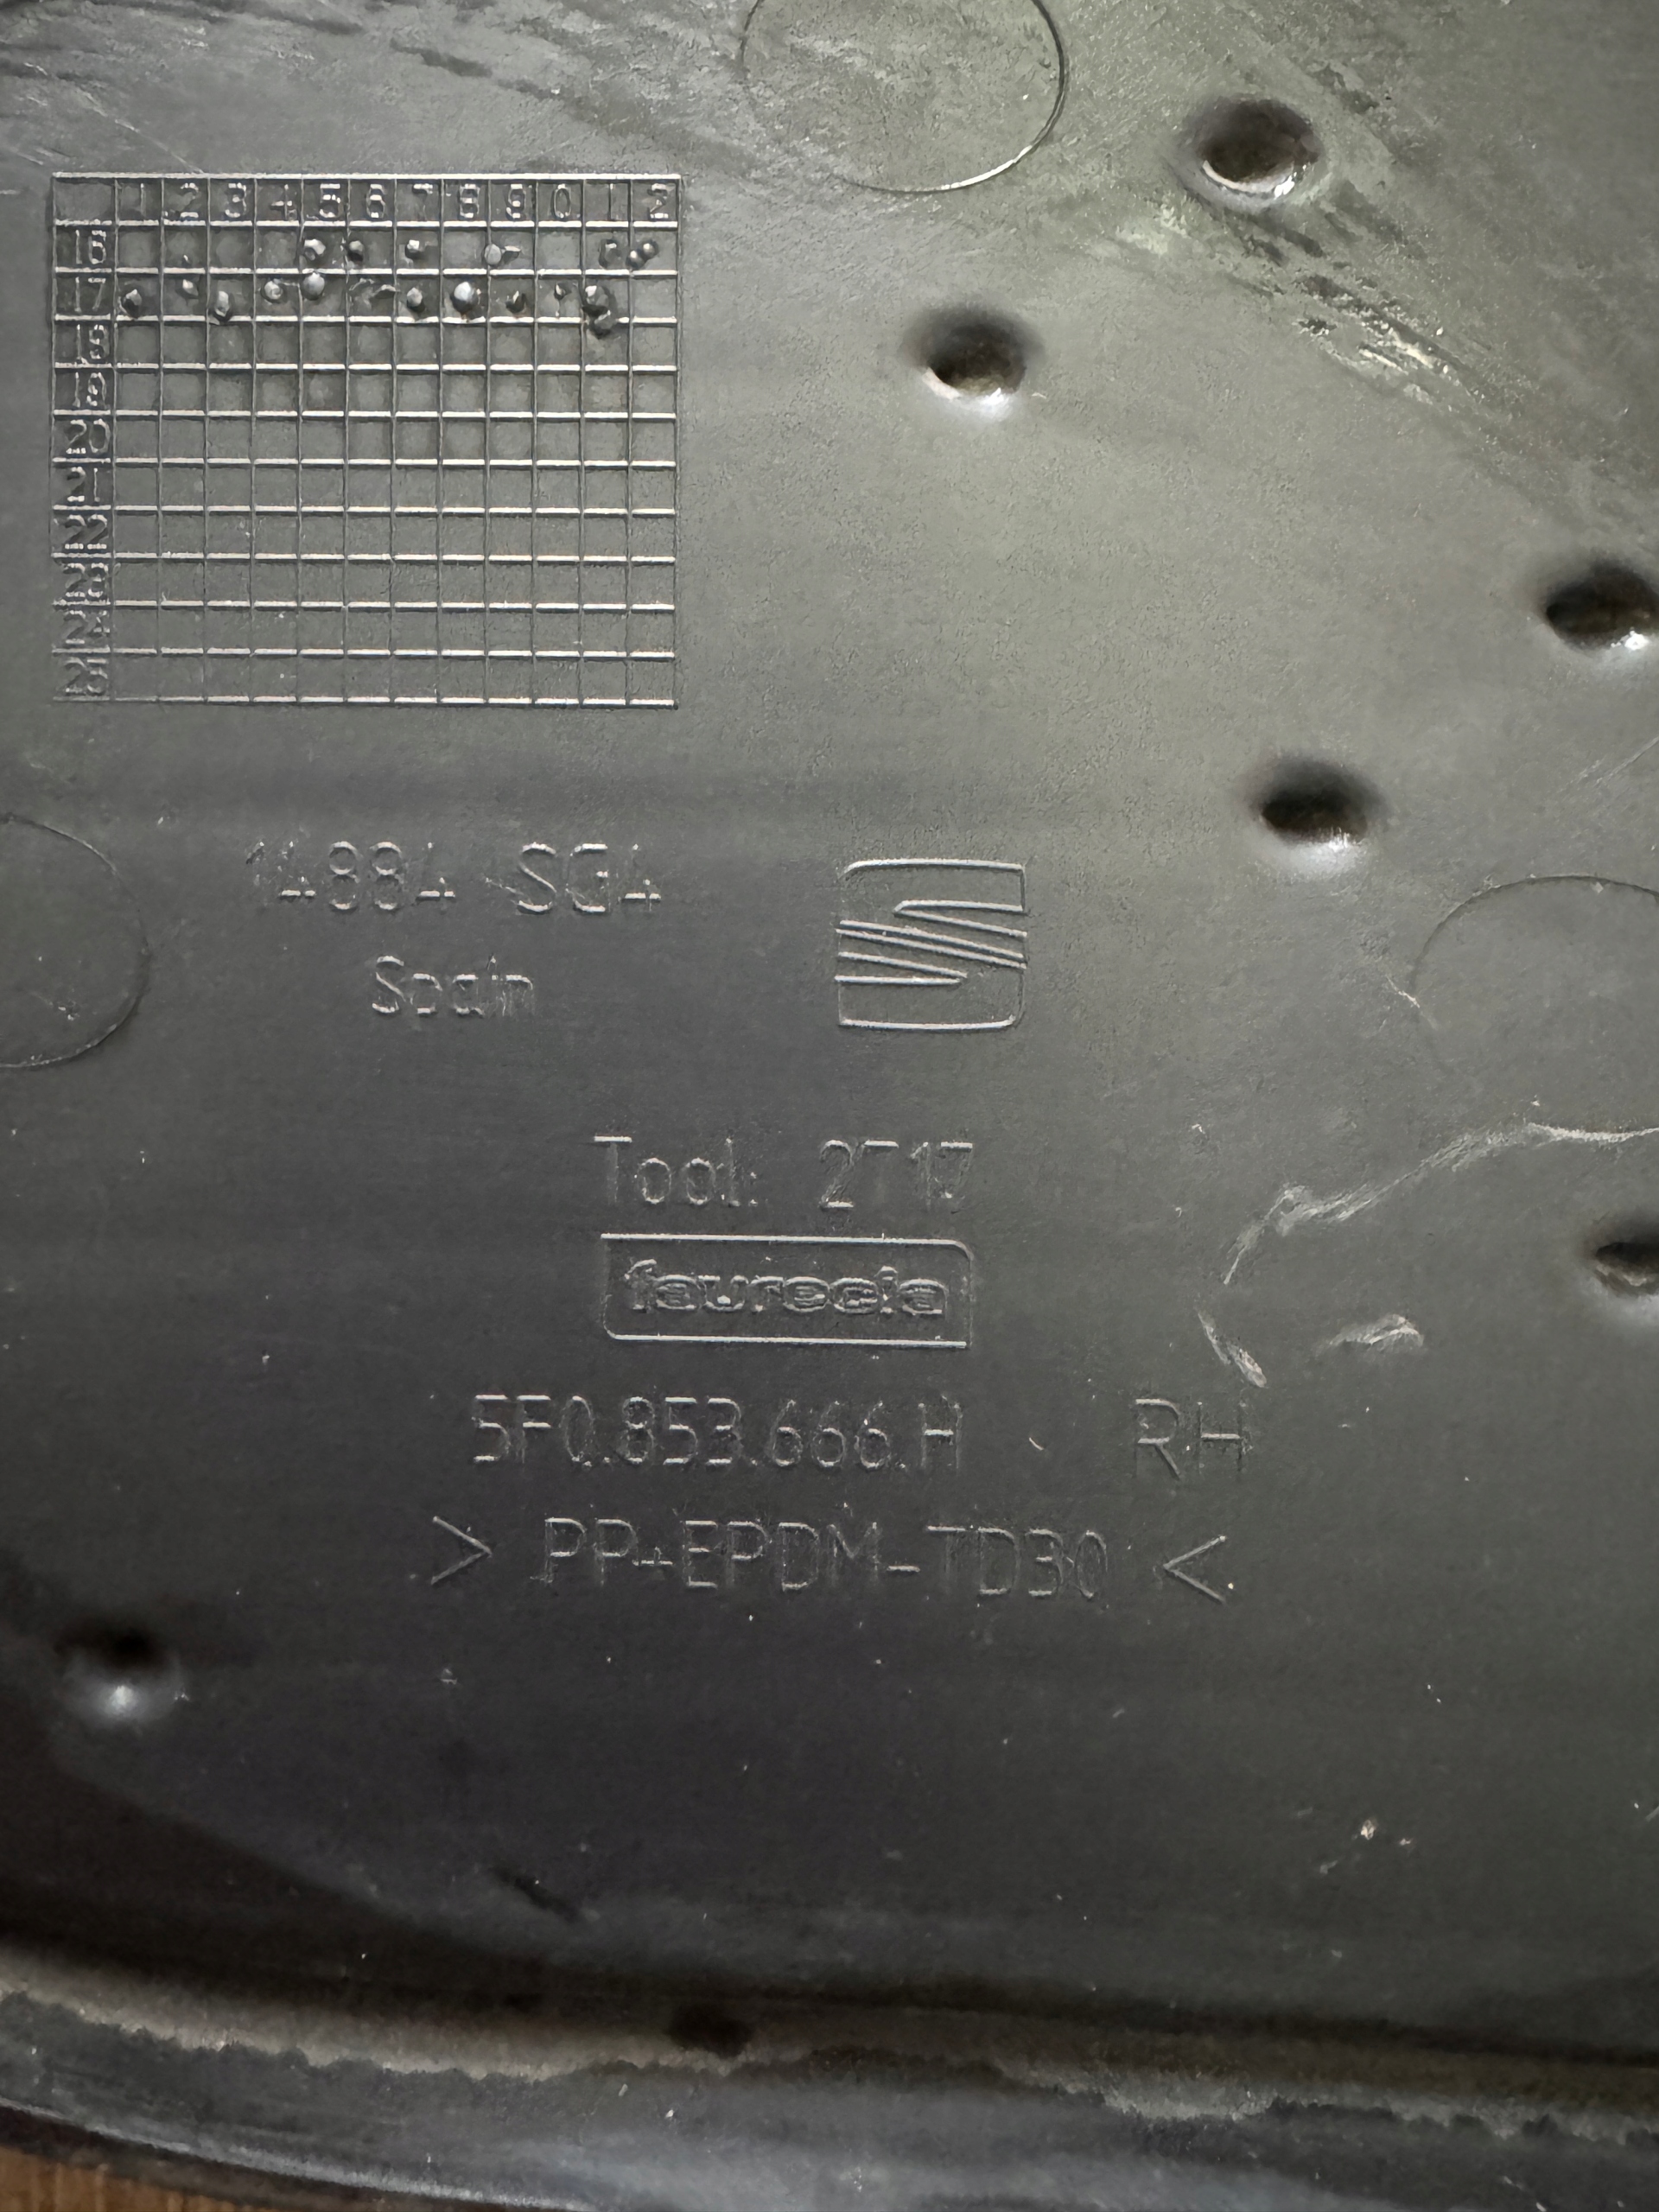 1 2 3 4 5 6 7 8 9 0 1 2
16
17
18
19
20
21
22
23
24
25
14884 SG4
Spain
S
Tool: 2T17
faurecia
5F0.853.666.H RH
> PP+EPDM-TD30 <